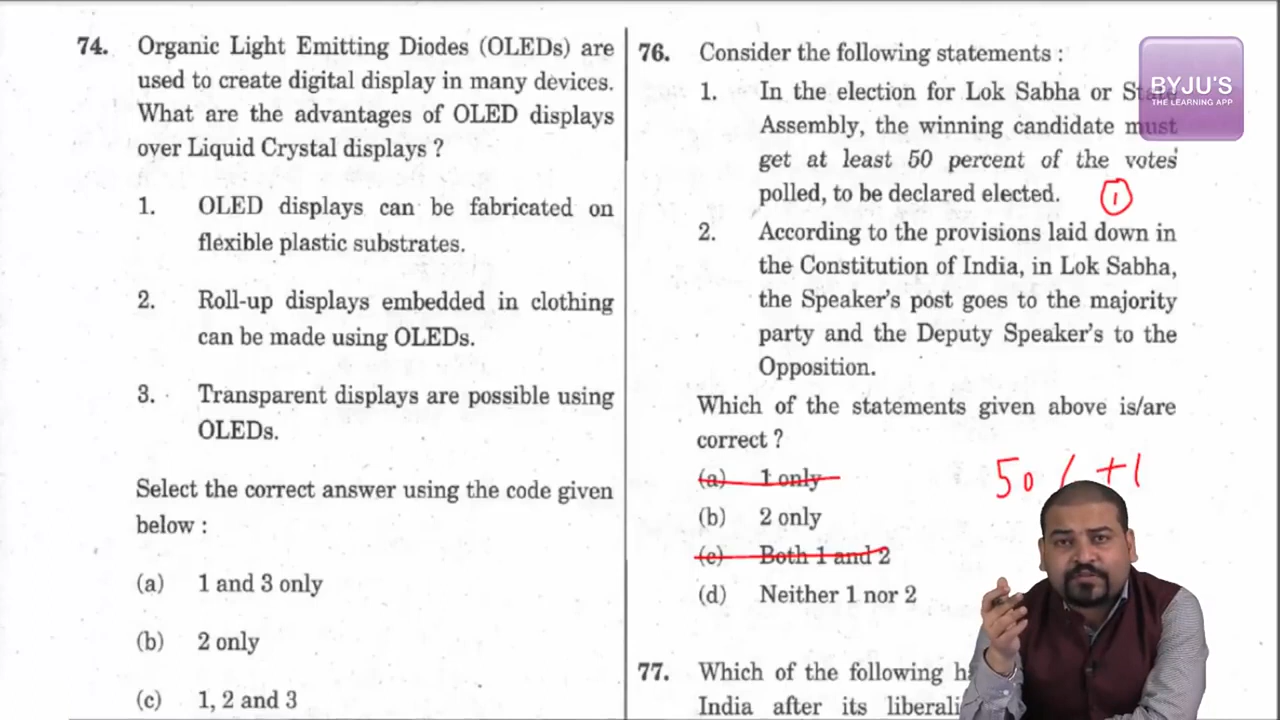 74. Organic Light Emitting Diodes (OLEDs) are
used to create digital display in many devices.
What are the advantages of OLED displays
over Liquid Crystal displays ?
1. OLED displays can be fabricated on
flexible plastic substrates.
2. Roll-up displays embedded in clothing
can be made using OLEDs.
3. Transparent displays are possible using
OLEDs.
Select the correct answer using the code given
below :
(a) 1 and 3 only
(b) 2 only
(c) 1, 2 and 3
76. Consider the following statements :
1. In the election for Lok Sabha or State
Assembly, the winning candidate must
get at least 50 percent of the votes
polled, to be declared elected.
1
2. According to the provisions laid down in
the Constitution of India, in Lok Sabha,
the Speaker's post goes to the majority
party and the Deputy Speaker's to the
Opposition.
Which of the statements given above is/are
correct ?
(a) 1 only
(b) 2 only
(c) Both 1 and 2
(d) Neither 1 nor 2
50 % +1
77. Which of the following
India after its
BYJU'S
THE LEARNING APP